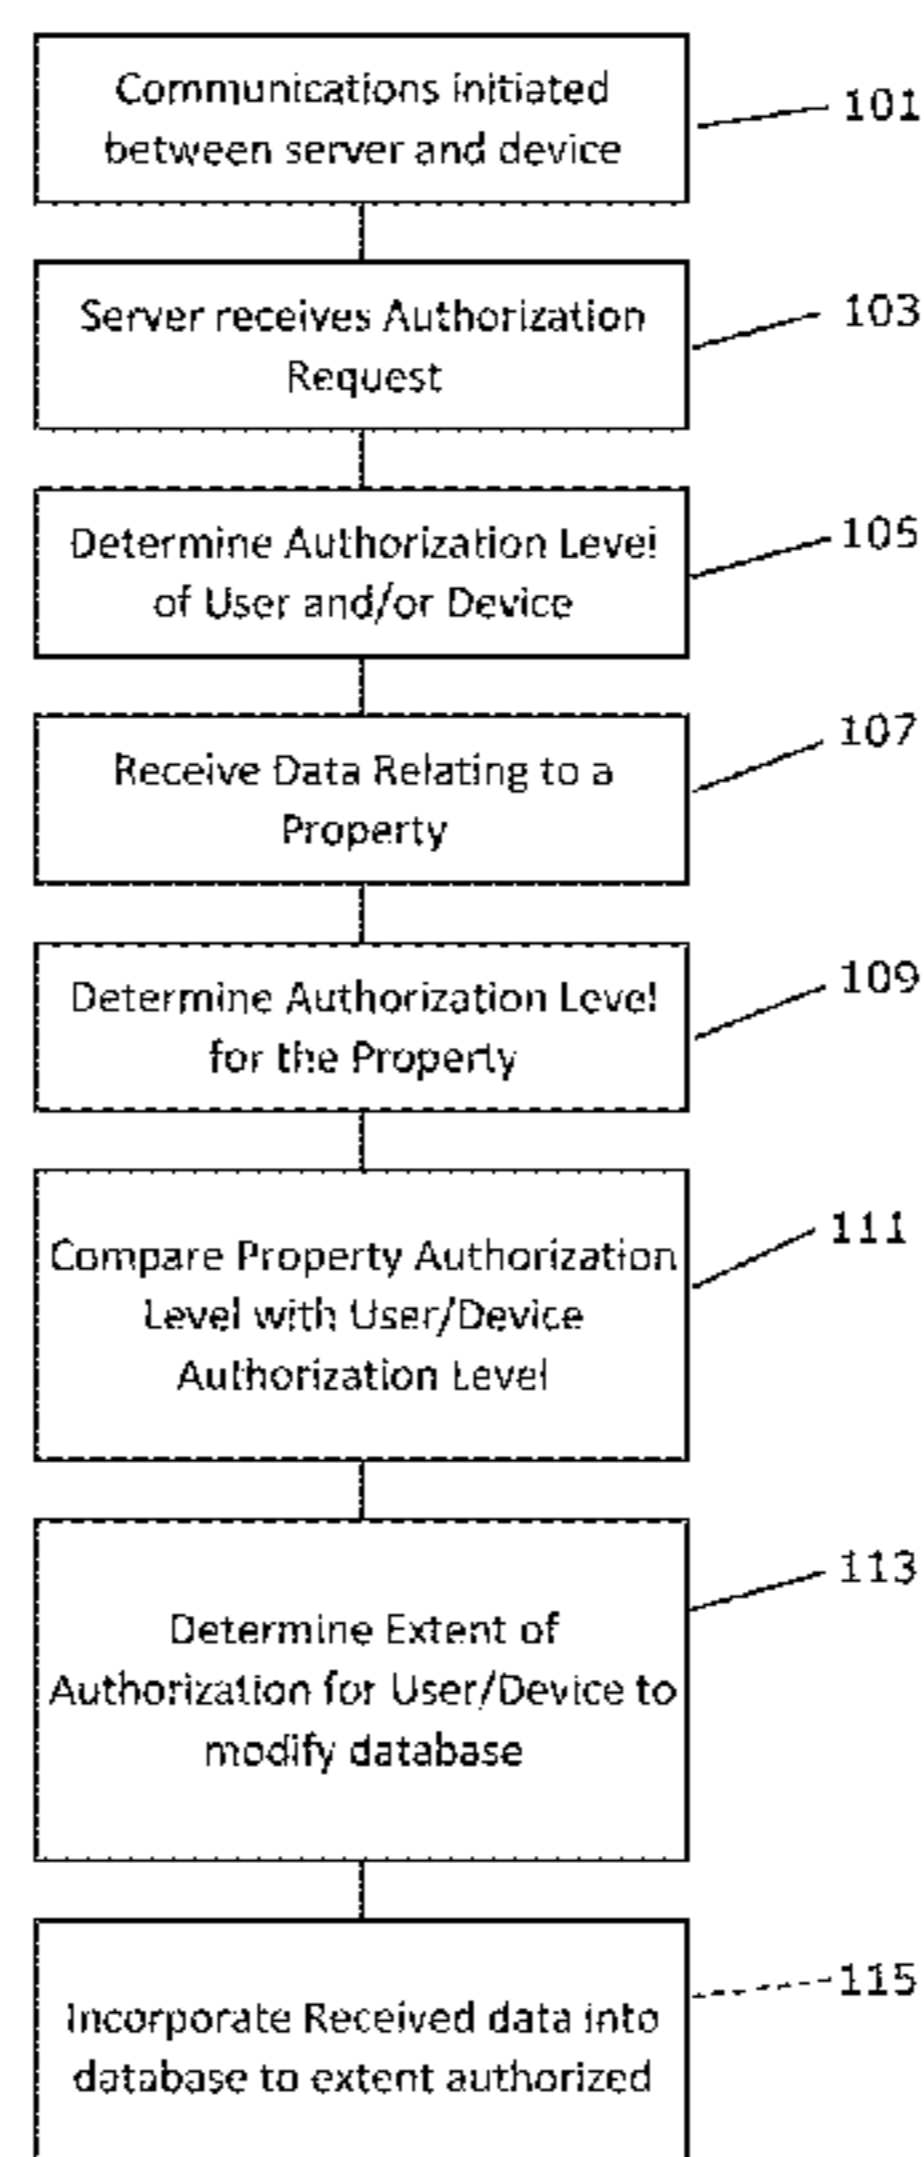 Communications initiated
between server and device
101
Server receives Authorization
Request
103
Determine Authorization Level
of User and/or Device
105
Receive Data Relating to a
Property
107
Determine Authorization Level
for the Property
109
Compare Property Authorization
Level with User/Device
Authorization Level
111
Determine Extent of
Authorization for User/Device to
modify database
113
Incorporate Received data into
database to extent authorized
115